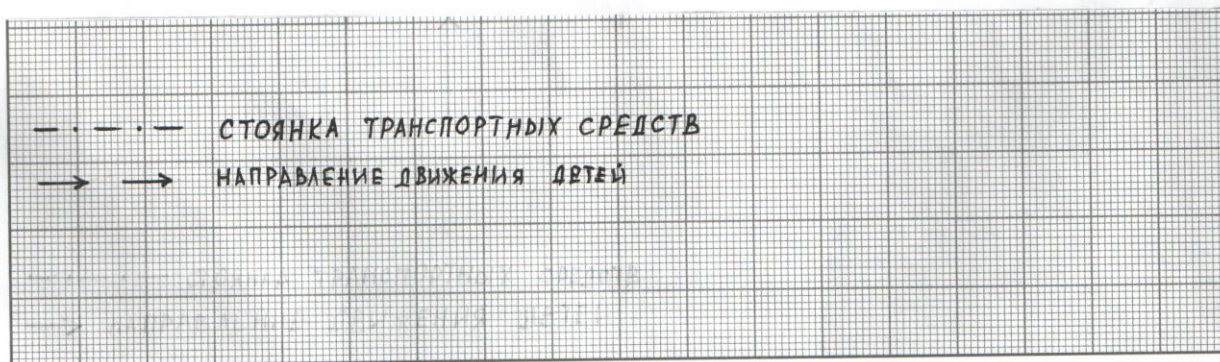 СТОЯНКА ТРАНСПОРТНЫХ СРЕДСТВ
НАПРАВЛЕНИЕ ДВИЖЕНИЯ ДЕТЕЙ